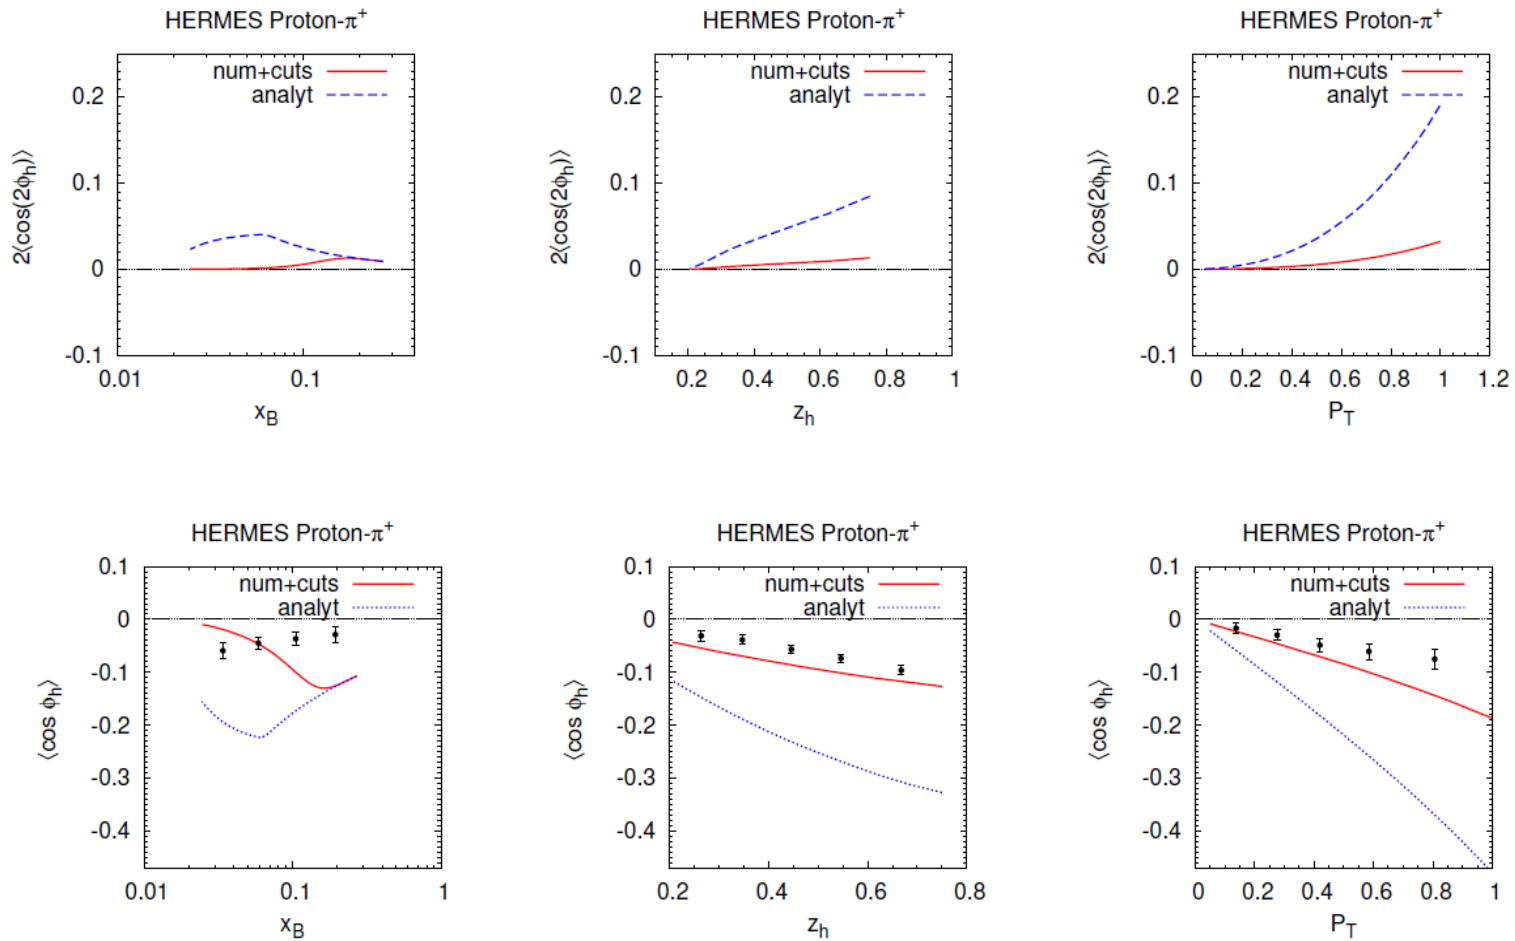 HERMES Proton-π⁺
num+cuts
analyt
2⟨cos(2ϕₕ)⟩
0.2
0.1
0
-0.1
0.01
0.1
x_B
HERMES Proton-π⁺
num+cuts
analyt
2⟨cos(2ϕₕ)⟩
0.2
0.1
0
-0.1
0.2
0.4
0.6
0.8
1
z_h
HERMES Proton-π⁺
num+cuts
analyt
2⟨cos(2ϕₕ)⟩
0.2
0.1
0
-0.1
0
0.2
0.4
0.6
0.8
1
1.2
P_T
HERMES Proton-π⁺
num+cuts
analyt
⟨cos ϕₕ⟩
0.1
0
-0.1
-0.2
-0.3
-0.4
0.01
0.1
1
x_B
HERMES Proton-π⁺
num+cuts
analyt
⟨cos ϕₕ⟩
0.1
0
-0.1
-0.2
-0.3
-0.4
0.2
0.4
0.6
0.8
z_h
HERMES Proton-π⁺
num+cuts
analyt
⟨cos ϕₕ⟩
0.1
0
-0.1
-0.2
-0.3
-0.4
0
0.2
0.4
0.6
0.8
1
P_T